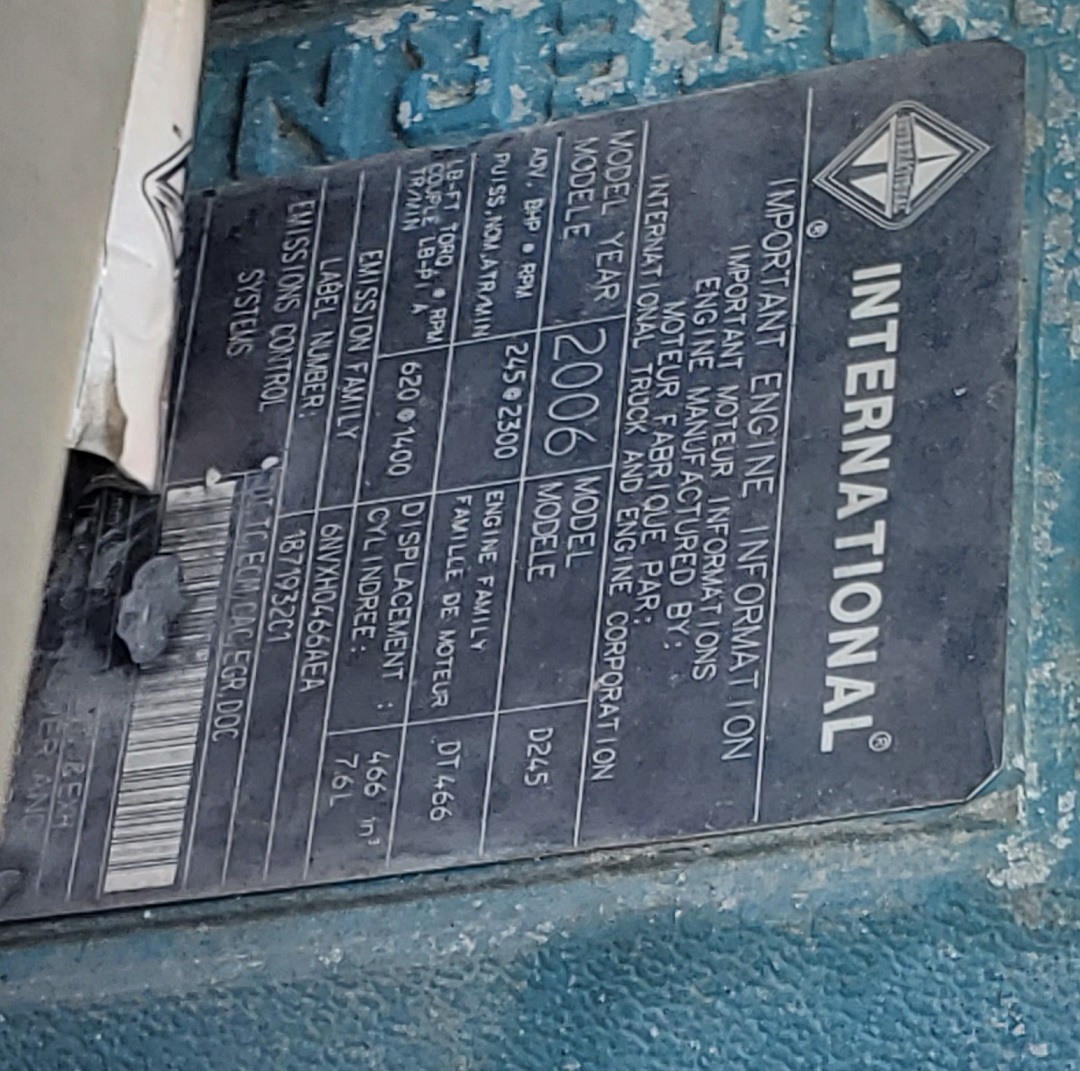 INTERNATIONAL®
®
IMPORTANT ENGINE INFORMATION
IMPORTANT MOTEUR INFORMATIONS
ENGINE MANUFACTURED BY:
MOTEUR FABRIQUE PAR:
INTERNATIONAL TRUCK AND ENGINE CORPORATION
MODEL YEAR 2006 MODEL D245
MODELE MODELE
ADV. BHP • RPM 245 • 2300 ENGINE FAMILY DT466
PUISS.NOM.ATR/MIN FAMILLE DE MOTEUR
LB-FT TORQ. • RPM 620 • 1400 DISPLACEMENT : 466 in³
COUPLE LB-PI A CYLINDREE: 7.6L
TR/MIN
EMISSION FAMILY 6NVXH0466AEA
LABEL NUMBER: 1871932C1
EMISSIONS CONTROL TC,ECM,CAC,EGR,DOC
SYSTEMS